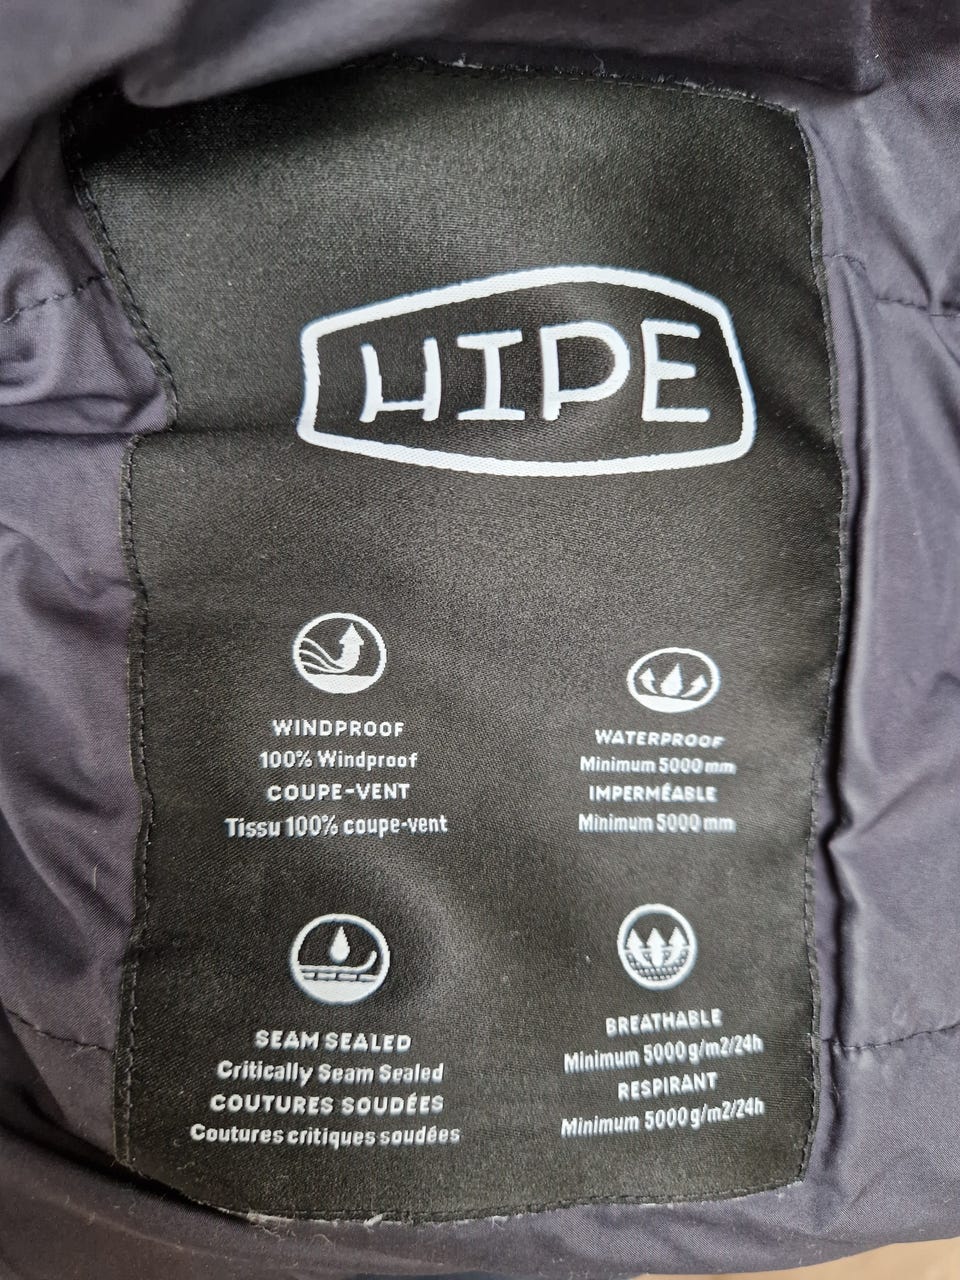 HIPE
WINDPROOF
100% Windproof
COUPE-VENT
Tissu 100% coupe-vent
WATERPROOF
Minimum 5000 mm
IMPERMÉABLE
Minimum 5000 mm
SEAM SEALED
Critically Seam Sealed
COUTURES SOUDÉES
Coutures critiques soudées
BREATHABLE
Minimum 5000 g/m2/24h
RESPIRANT
Minimum 5000 g/m2/24h